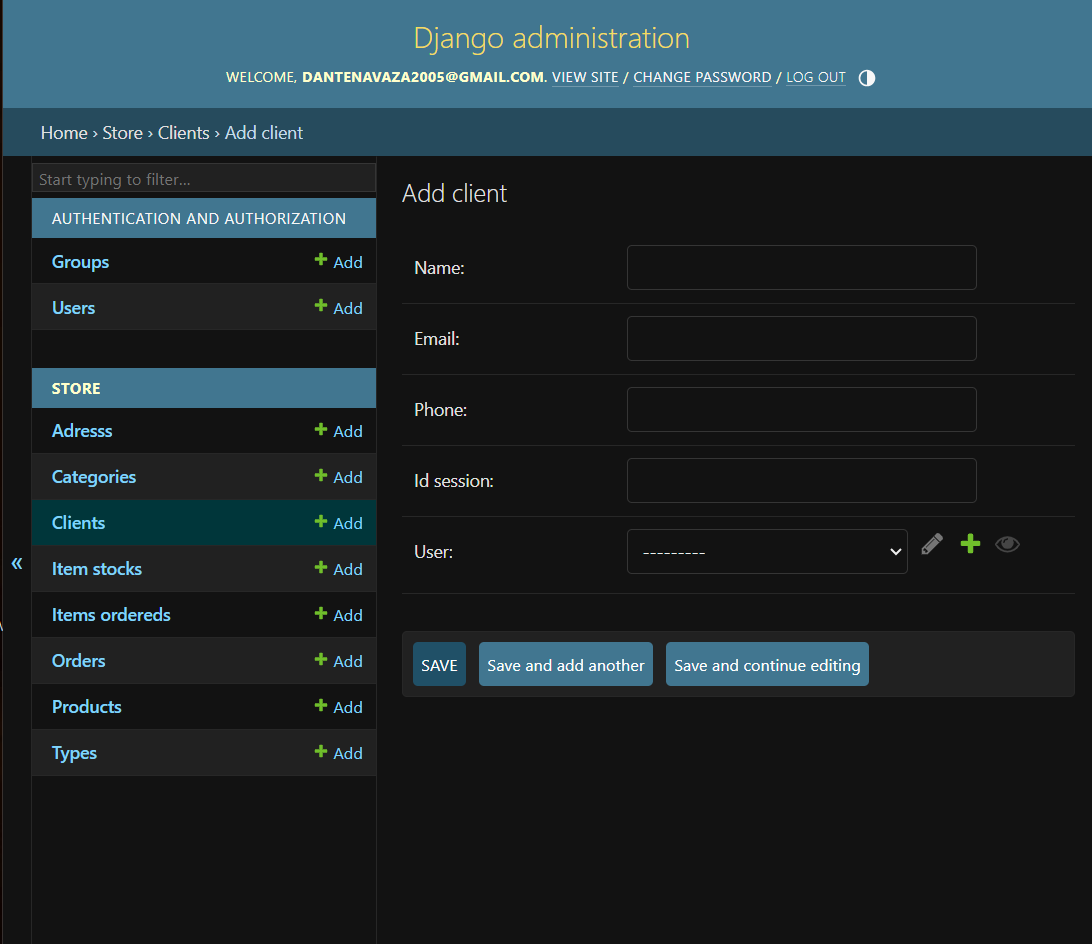 Django administration
WELCOME, DANTENAVAZA2005@GMAIL.COM. VIEW SITE / CHANGE PASSWORD / LOG OUT
Home › Store › Clients › Add client
Start typing to filter...
AUTHENTICATION AND AUTHORIZATION
Groups Add
Users Add
STORE
Adresss Add
Categories Add
Clients Add
Item stocks Add
Items ordereds Add
Orders Add
Products Add
Types Add
«
Add client
Name:
Email:
Phone:
Id session:
User: ---------
SAVE Save and add another Save and continue editing